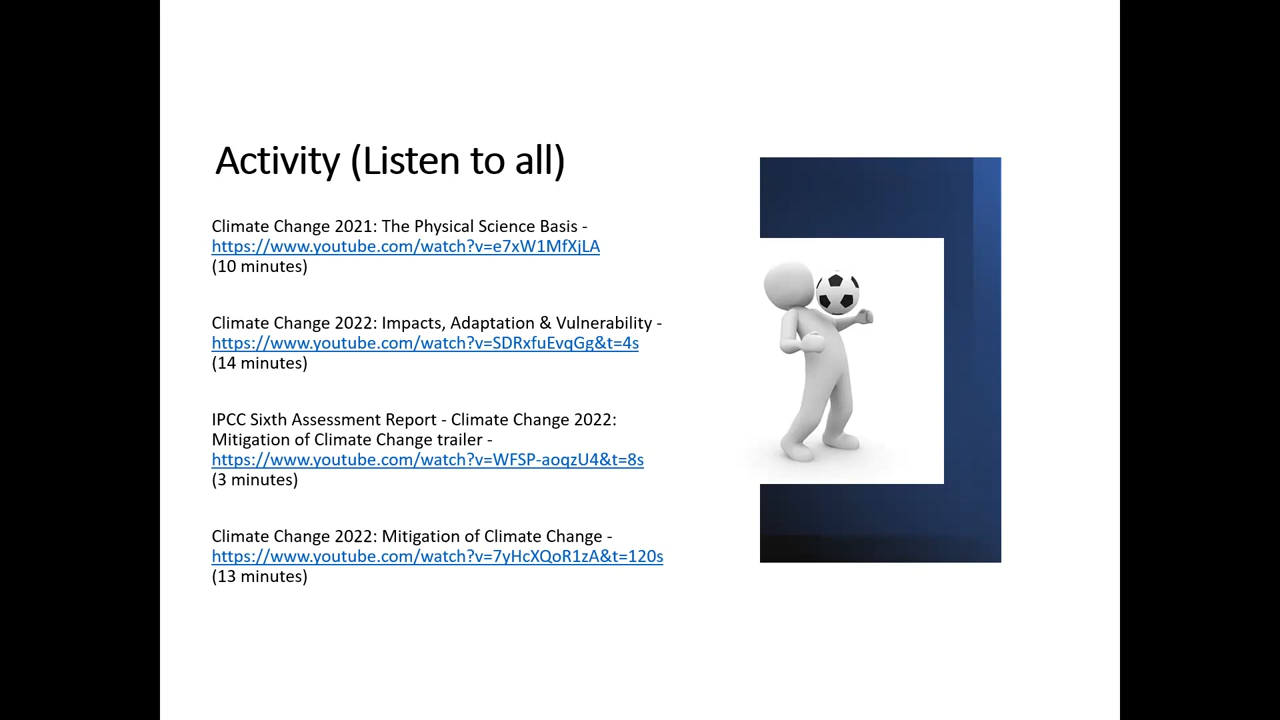 Activity (Listen to all)
Climate Change 2021: The Physical Science Basis -
https://www.youtube.com/watch?v=e7xW1MfXjLA
(10 minutes)
Climate Change 2022: Impacts, Adaptation & Vulnerability -
https://www.youtube.com/watch?v=SDRxfuEvqGg&t=4s
(14 minutes)
IPCC Sixth Assessment Report - Climate Change 2022:
Mitigation of Climate Change trailer -
https://www.youtube.com/watch?v=WFSP-aoqzU4&t=8s
(3 minutes)
Climate Change 2022: Mitigation of Climate Change -
https://www.youtube.com/watch?v=7yHcXQoR1zA&t=120s
(13 minutes)